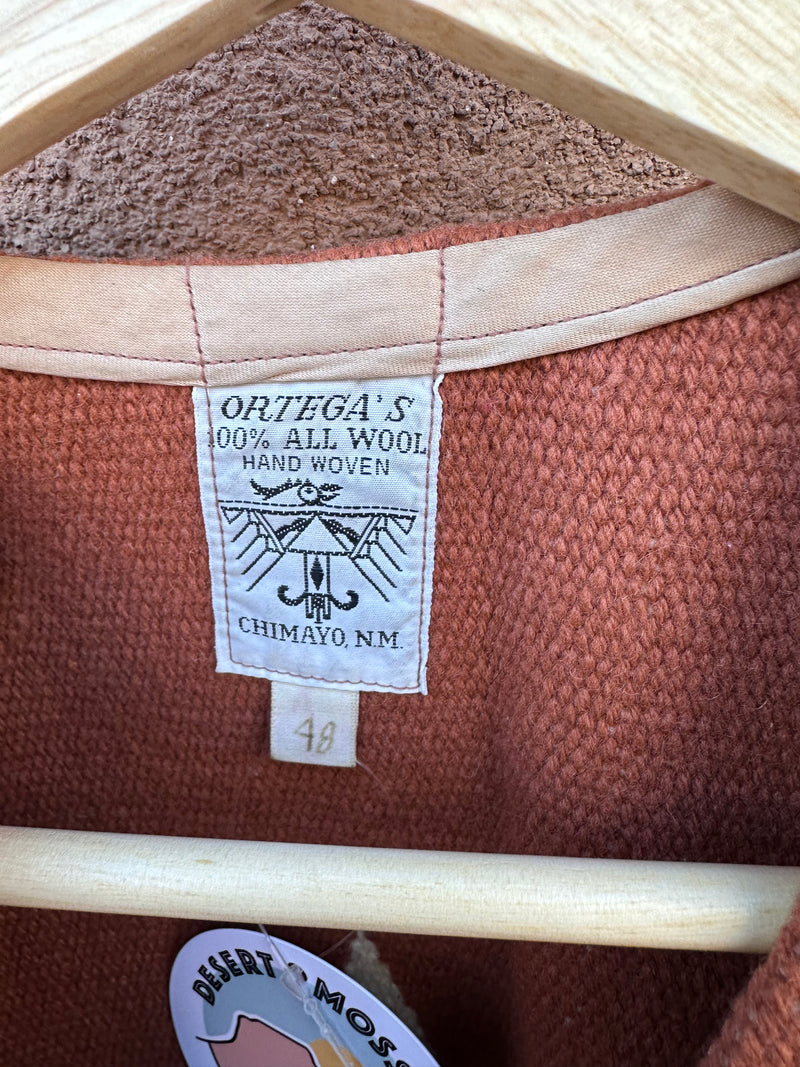 ORTEGA'S
100% ALL WOOL
HAND WOVEN
CHIMAYO, N.M.
48
DESERT MOSS